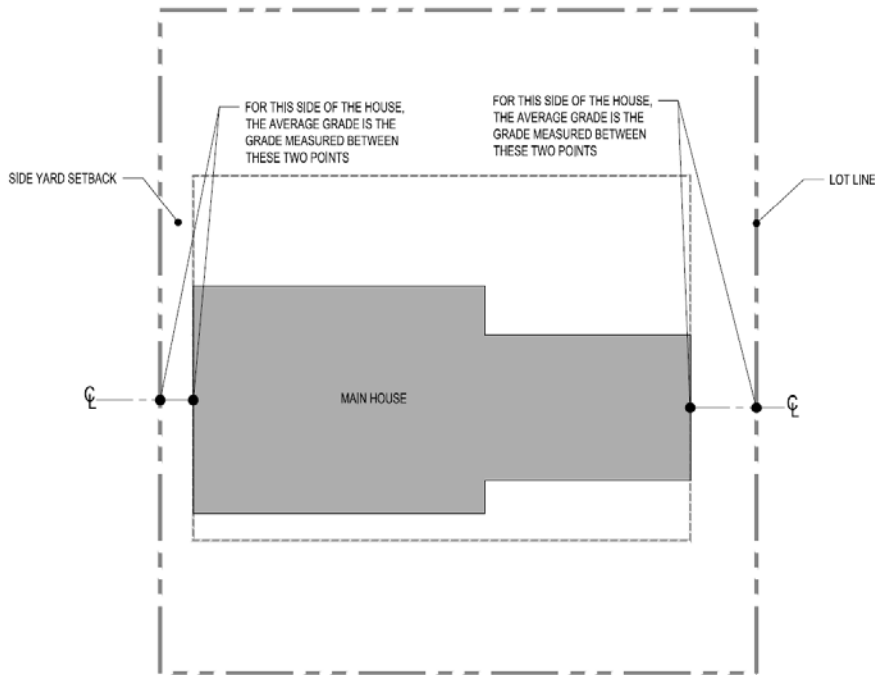 FOR THIS SIDE OF THE HOUSE,
THE AVERAGE GRADE IS THE
GRADE MEASURED BETWEEN
THESE TWO POINTS
FOR THIS SIDE OF THE HOUSE,
THE AVERAGE GRADE IS THE
GRADE MEASURED BETWEEN
THESE TWO POINTS
SIDE YARD SETBACK
LOT LINE
℄
MAIN HOUSE
℄